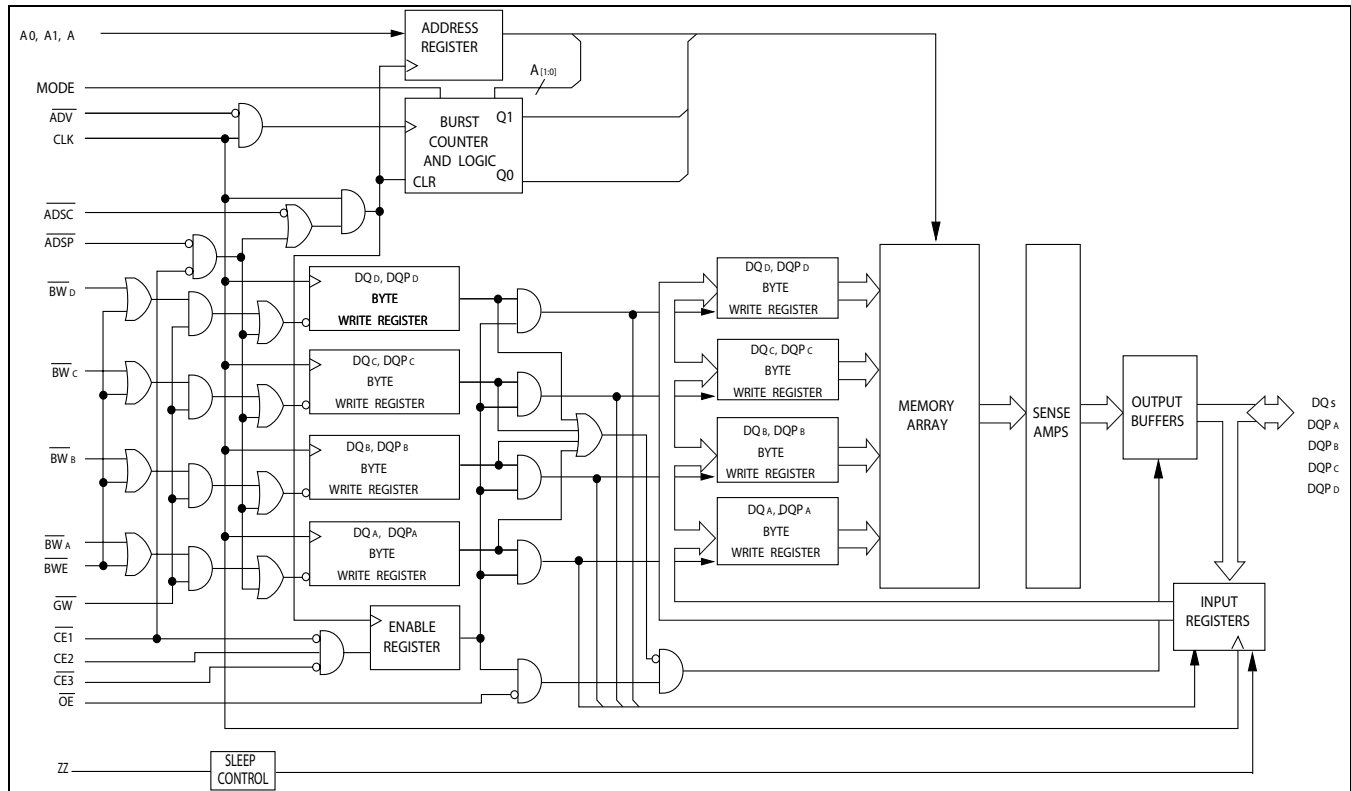 A0, A1, A
ADDRESS
REGISTER
A[1:0]
MODE
ADV
CLK
BURST
COUNTER
AND LOGIC
CLR
Q1
Q0
ADSC
ADSP
BWD
DQD, DQPD
BYTE
WRITE REGISTER
DQD, DQPD
BYTE
WRITE REGISTER
BWC
DQC, DQPC
BYTE
WRITE REGISTER
DQC, DQPC
BYTE
WRITE REGISTER
BWB
DQB, DQPB
BYTE
WRITE REGISTER
DQB, DQPB
BYTE
WRITE REGISTER
BWA
BWE
DQA, DQPA
BYTE
WRITE REGISTER
DQA, DQPA
BYTE
WRITE REGISTER
MEMORY
ARRAY
SENSE
AMPS
OUTPUT
BUFFERS
DQs
DQPA
DQPB
DQPC
DQPD
GW
CE1
CE2
CE3
OE
ENABLE
REGISTER
INPUT
REGISTERS
ZZ
SLEEP
CONTROL